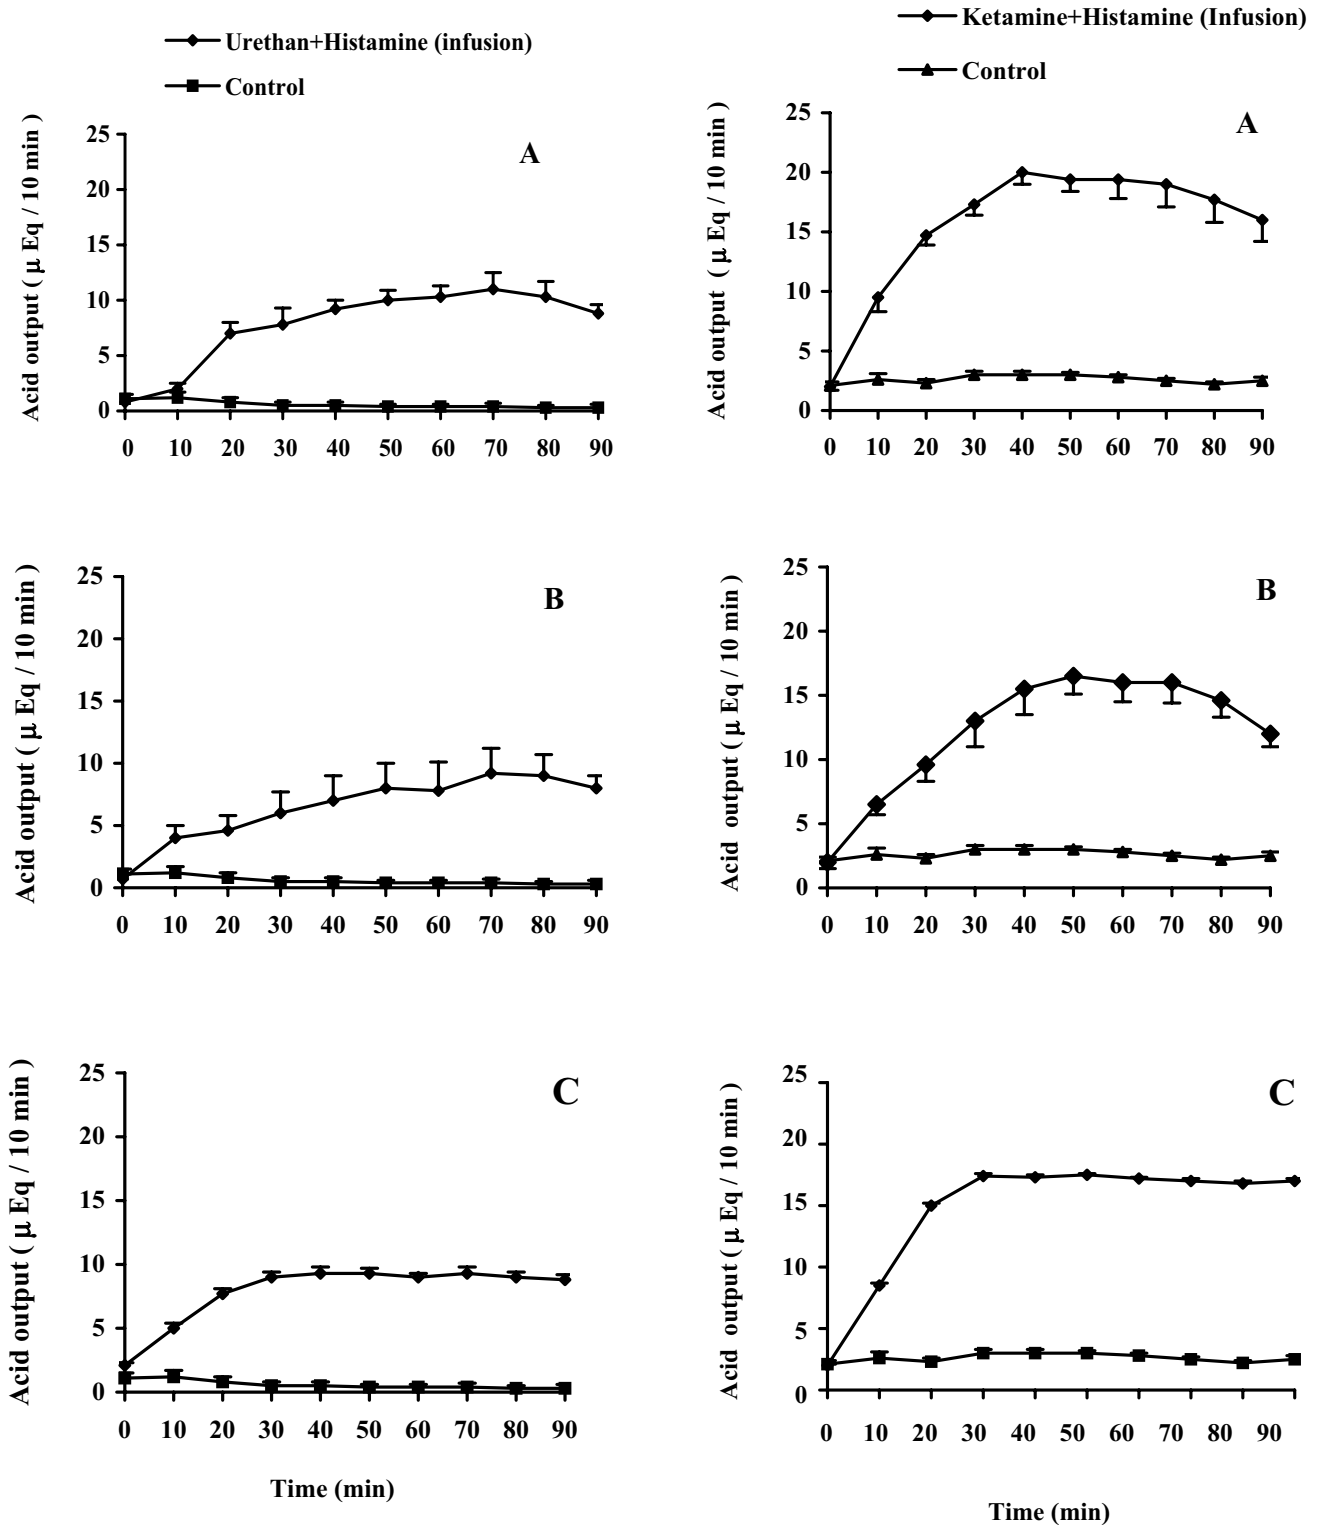 Urethan+Histamine (infusion)
Control
Acid output ( μ Eq / 10 min )
A
25
20
15
10
5
0
0 10 20 30 40 50 60 70 80 90
Ketamine+Histamine (Infusion)
Control
Acid output ( μ Eq / 10 min )
A
25
20
15
10
5
0
0 10 20 30 40 50 60 70 80 90
Acid output ( μ Eq / 10 min )
B
25
20
15
10
5
0
0 10 20 30 40 50 60 70 80 90
Acid output ( μ Eq / 10 min )
B
25
20
15
10
5
0
0 10 20 30 40 50 60 70 80 90
Acid output ( μ Eq / 10 min )
C
25
20
15
10
5
0
0 10 20 30 40 50 60 70 80 90
Time (min)
Acid output ( μ Eq / 10 min )
C
25
20
15
10
5
0
0 10 20 30 40 50 60 70 80 90
Time (min)